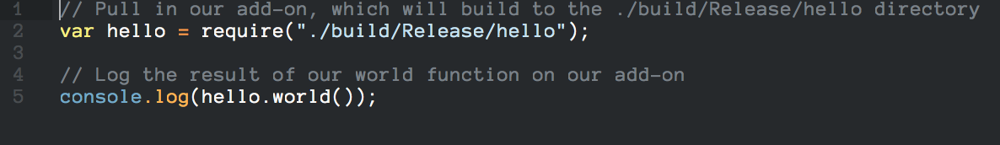 1 // Pull in our add-on, which will build to the ./build/Release/hello directory
2 var hello = require("./build/Release/hello");
3
4 // Log the result of our world function on our add-on
5 console.log(hello.world());